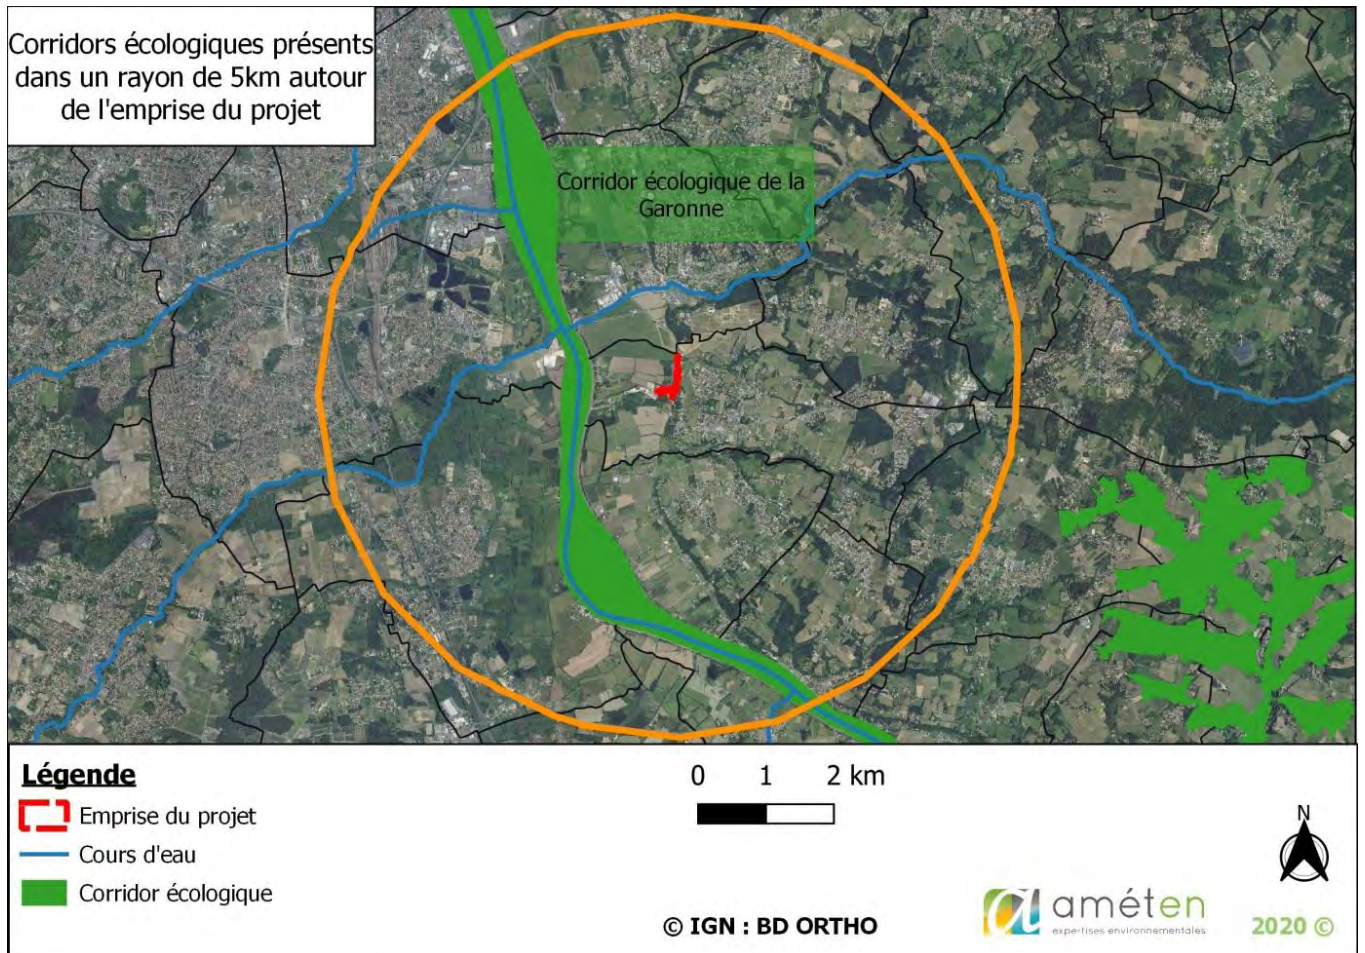 Corridors écologiques présents
dans un rayon de 5km autour
de l'emprise du projet
Corridor écologique de la
Garonne
Légende
Emprise du projet
Cours d'eau
Corridor écologique
0 1 2 km
N
© IGN : BD ORTHO
améten
expertises environnementales
2020 ©